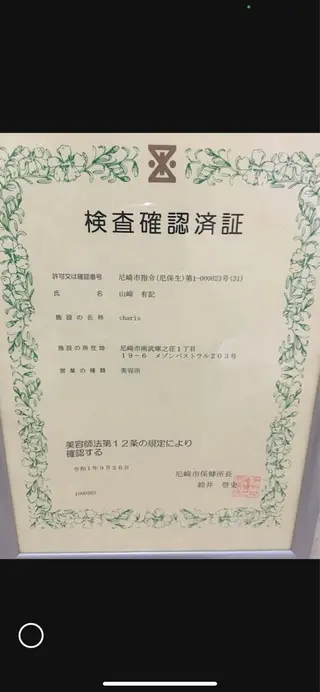 検査確認済証
許可又は確認番号 尼崎市指令(尼保生)第1-000023号(31)
氏名 山﨑 有記
施設の名称 charis
施設の所在地 尼崎市南武庫之荘1丁目
19-6 メゾンパストラル203号
営業の種類 美容所
美容師法第12条の規定により
確認する
令和1年9月26日
尼崎市保健所長
鈴井 啓史